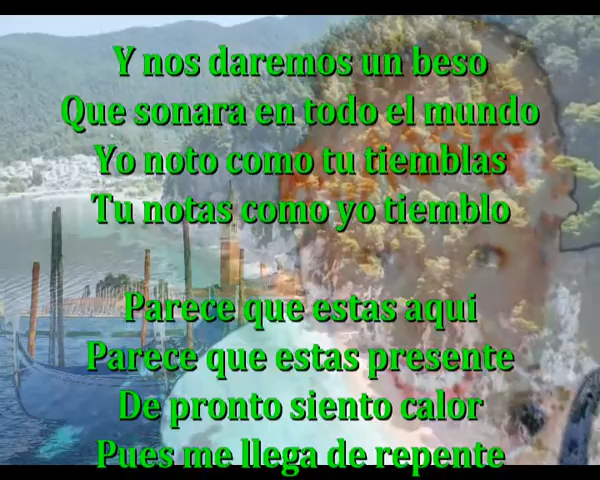 Y nos daremos un beso
Que sonara en todo el mundo
Yo noto como tu tiemblas
Tu notas como yo tiemblo
Parece que estas aqui
Parece que estas presente
De pronto siento calor
Pues me llega de repente